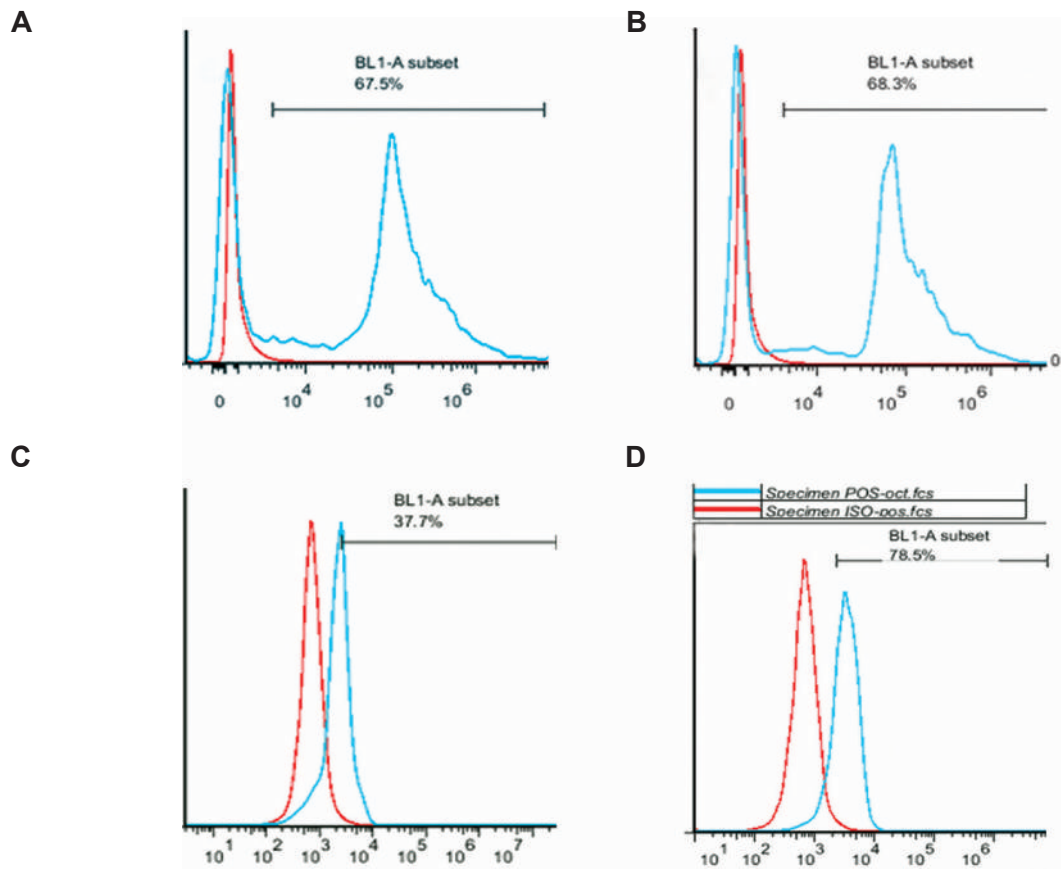 A
BL1-A subset
67.5%
0 10^4 10^5 10^6
B
BL1-A subset
68.3%
0
0 10^4 10^5 10^6
C
BL1-A subset
37.7%
10^1 10^2 10^3 10^4 10^5 10^6 10^7
D
Specimen POS-oct.fcs
Specimen ISO-pos.fcs
BL1-A subset
78.5%
10^1 10^2 10^3 10^4 10^5 10^6